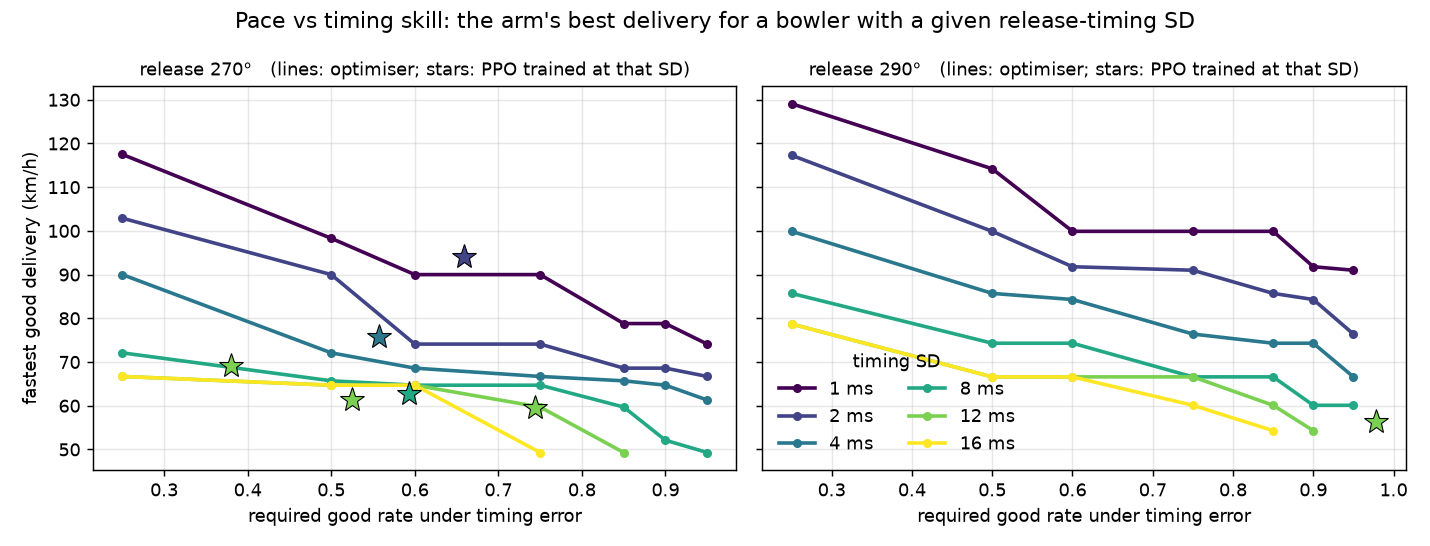 Pace vs timing skill: the arm's best delivery for a bowler with a given release-timing SD
release 270° (lines: optimiser; stars: PPO trained at that SD)
release 290° (lines: optimiser; stars: PPO trained at that SD)
fastest good delivery (km/h)
130
120
110
100
90
80
70
60
50
0.3 0.4 0.5 0.6 0.7 0.8 0.9
required good rate under timing error
timing SD
1 ms 8 ms
2 ms 12 ms
4 ms 16 ms
0.3 0.4 0.5 0.6 0.7 0.8 0.9 1.0
required good rate under timing error